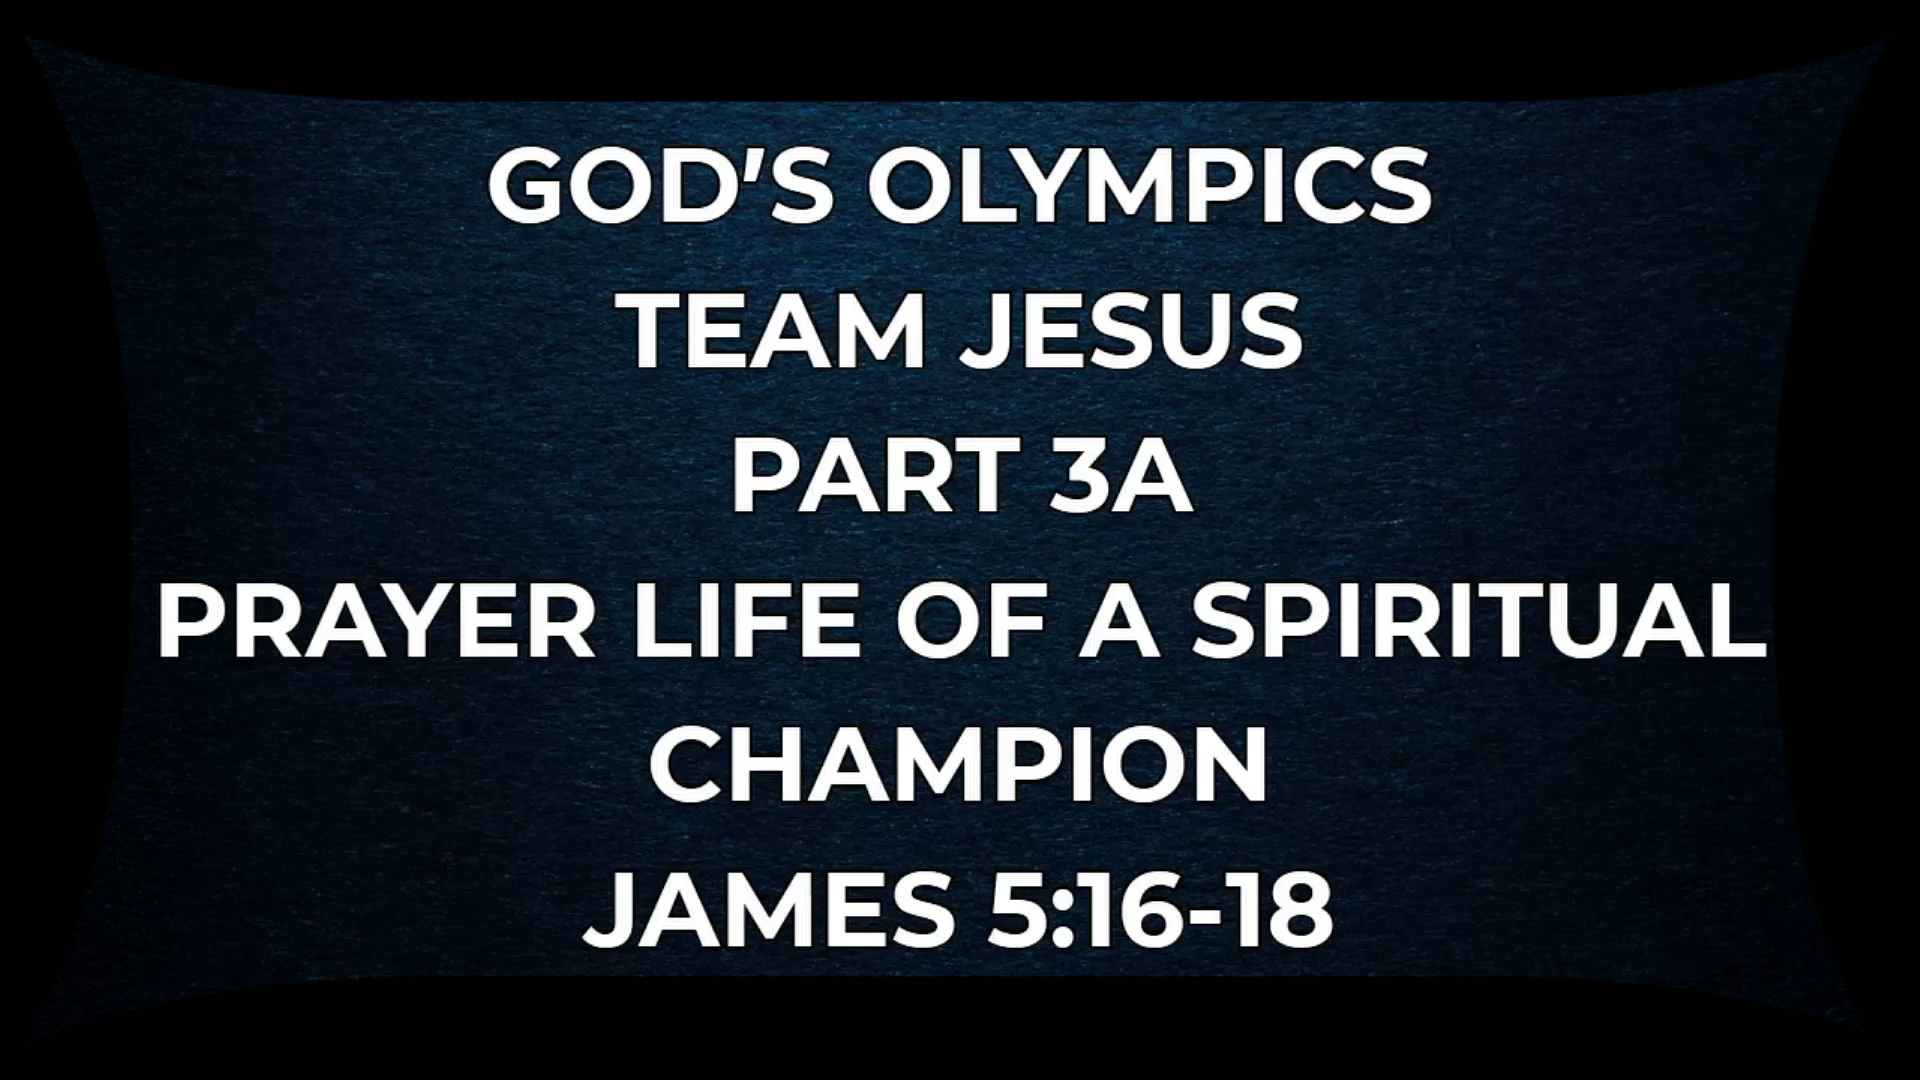 GOD'S OLYMPICS
TEAM JESUS
PART 3A
PRAYER LIFE OF A SPIRITUAL
CHAMPION
JAMES 5:16-18